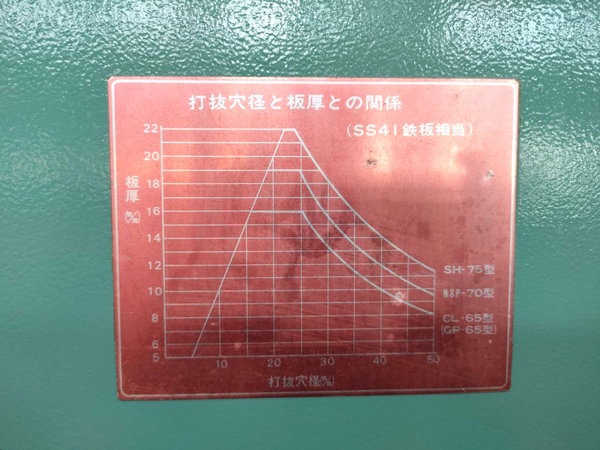 打抜穴径と板厚との関係
(SS41鉄板相当)
板厚(m/m)
22
20
18
16
14
12
10
8
6
5
SH-75型
NSP-70型
CL-65型
(GP-65型)
10 20 30 40 50
打抜穴径(m/m)